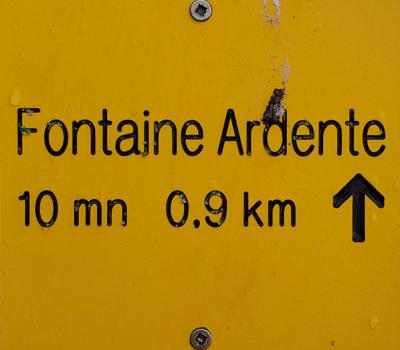 Fontaine Ardente
10 mn 0.9 km ↑